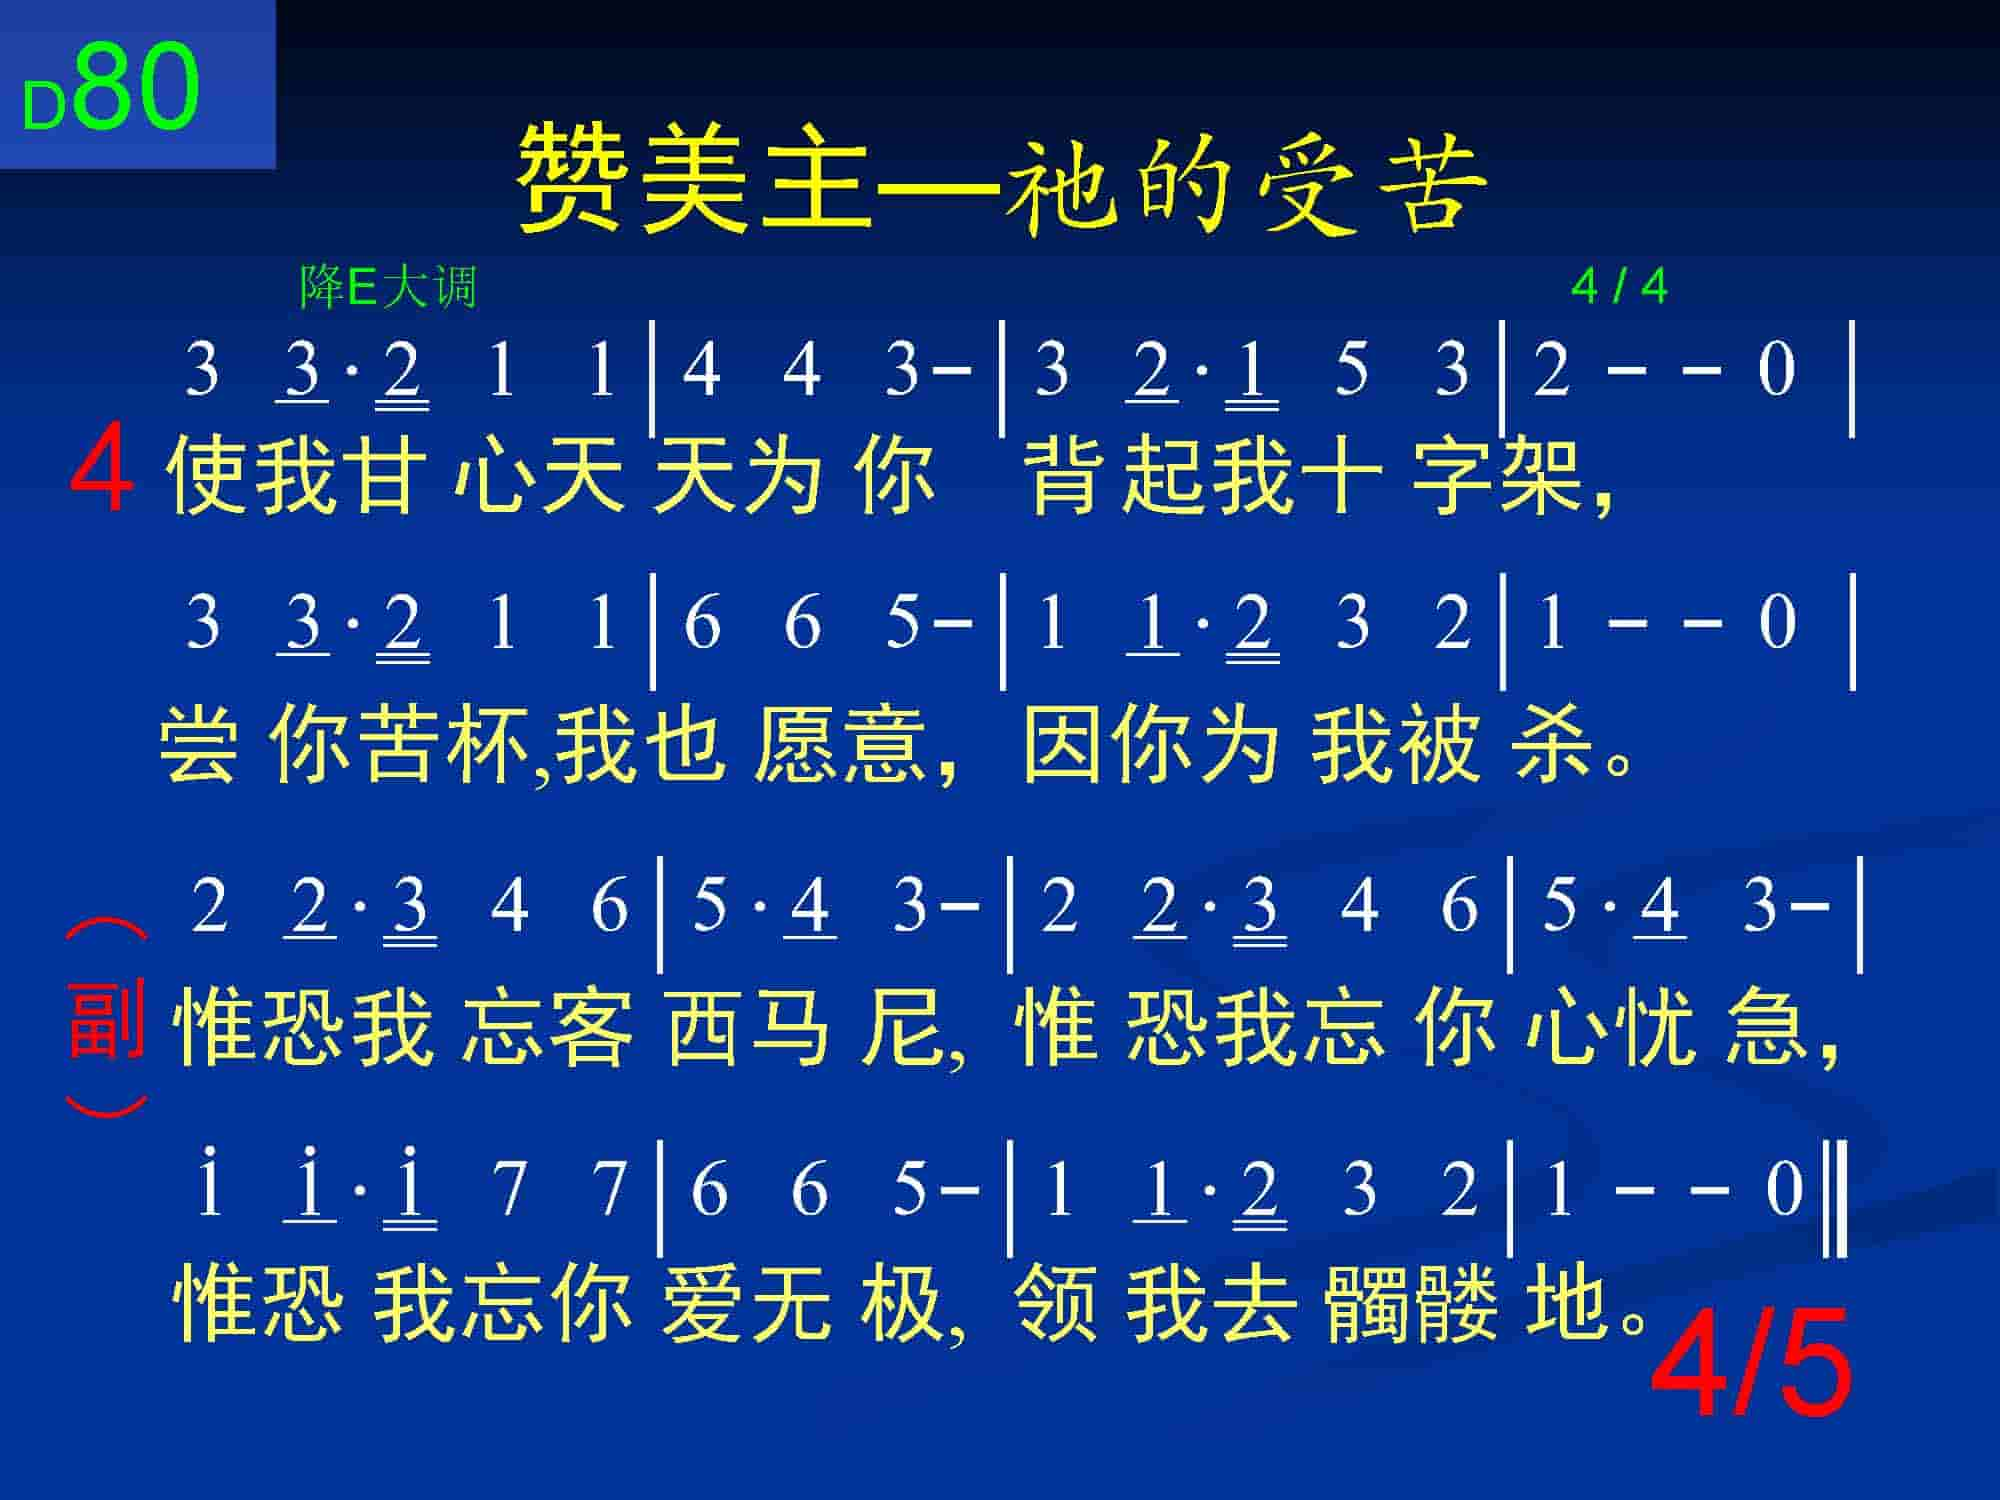 D80
赞美主—祂的受苦
降E大调 4/4
3 3·2 1 1|4 4 3-|3 2·1 5 3|2 - - 0|
4 使我甘心天天为你 背起我十字架，
3 3·2 1 1|6 6 5-|1 1·2 3 2|1 - - 0|
尝你苦杯,我也愿意，因你为我被杀。
2 2·3 4 6|5·4 3-|2 2·3 4 6|5·4 3-|
（副） 惟恐我忘客西马尼, 惟恐我忘你心忧急，
i i·i 7 7|6 6 5-|1 1·2 3 2|1 - - 0‖
惟恐我忘你爱无极, 领我去髑髅地。
4/5